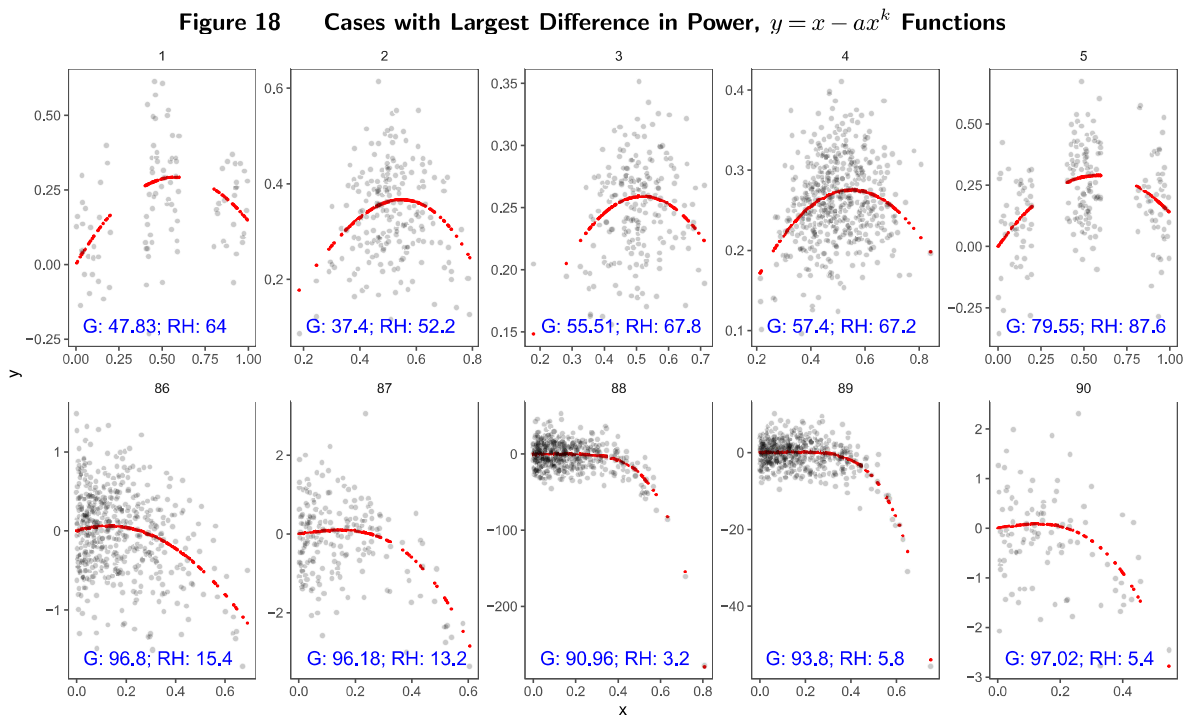 Figure 18 Cases with Largest Difference in Power, y = x − ax^k Functions
1 2 3 4 5
0.50
0.25
0.00
−0.25
0.00 0.25 0.50 0.75 1.00
G: 47.83; RH: 64
0.6
0.4
0.2
0.2 0.4 0.6 0.8
G: 37.4; RH: 52.2
0.35
0.30
0.25
0.20
0.15
0.2 0.3 0.4 0.5 0.6 0.7
G: 55.51; RH: 67.8
0.4
0.3
0.2
0.1
0.2 0.4 0.6 0.8
G: 57.4; RH: 67.2
0.50
0.25
0.00
−0.25
0.00 0.25 0.50 0.75 1.00
G: 79.55; RH: 87.6
y
86 87 88 89 90
1
0
−1
0.0 0.2 0.4 0.6
G: 96.8; RH: 15.4
2
0
−2
0.0 0.2 0.4 0.6
G: 96.18; RH: 13.2
0
−100
−200
0.0 0.2 0.4 0.6 0.8
G: 90.96; RH: 3.2
0
−20
−40
0.0 0.2 0.4 0.6
G: 93.8; RH: 5.8
2
1
0
−1
−2
−3
0.0 0.2 0.4
G: 97.02; RH: 5.4
x